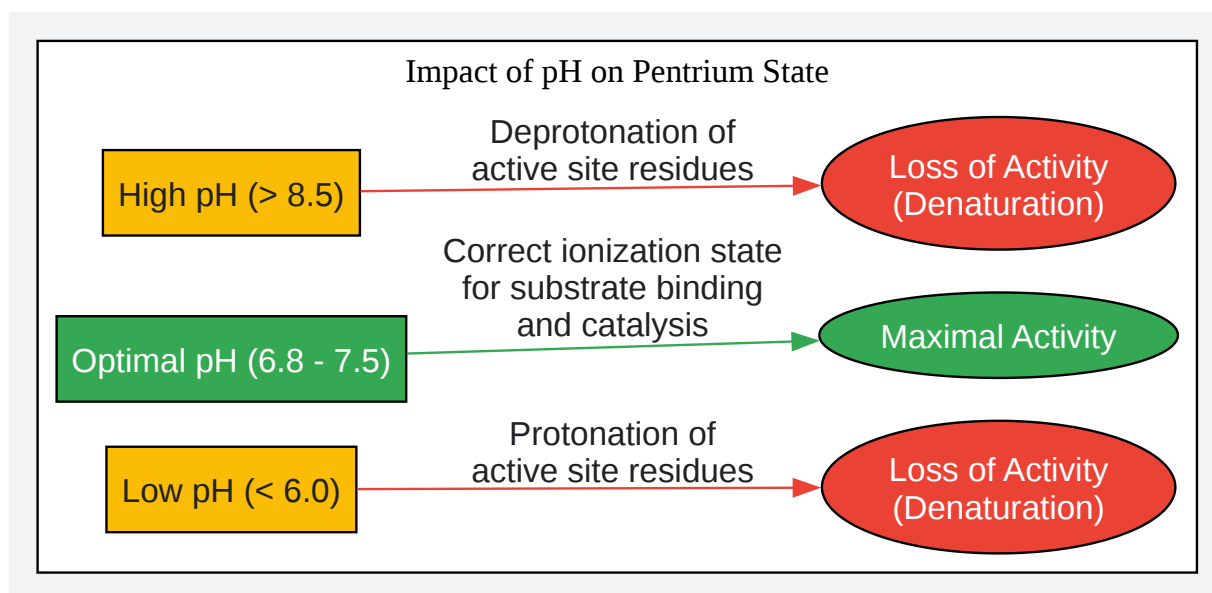 Impact of pH on Pentrium State
Deprotonation of
active site residues
High pH (> 8.5)
Loss of Activity
(Denaturation)
Correct ionization state
for substrate binding
and catalysis
Optimal pH (6.8 - 7.5)
Maximal Activity
Protonation of
active site residues
Low pH (< 6.0)
Loss of Activity
(Denaturation)